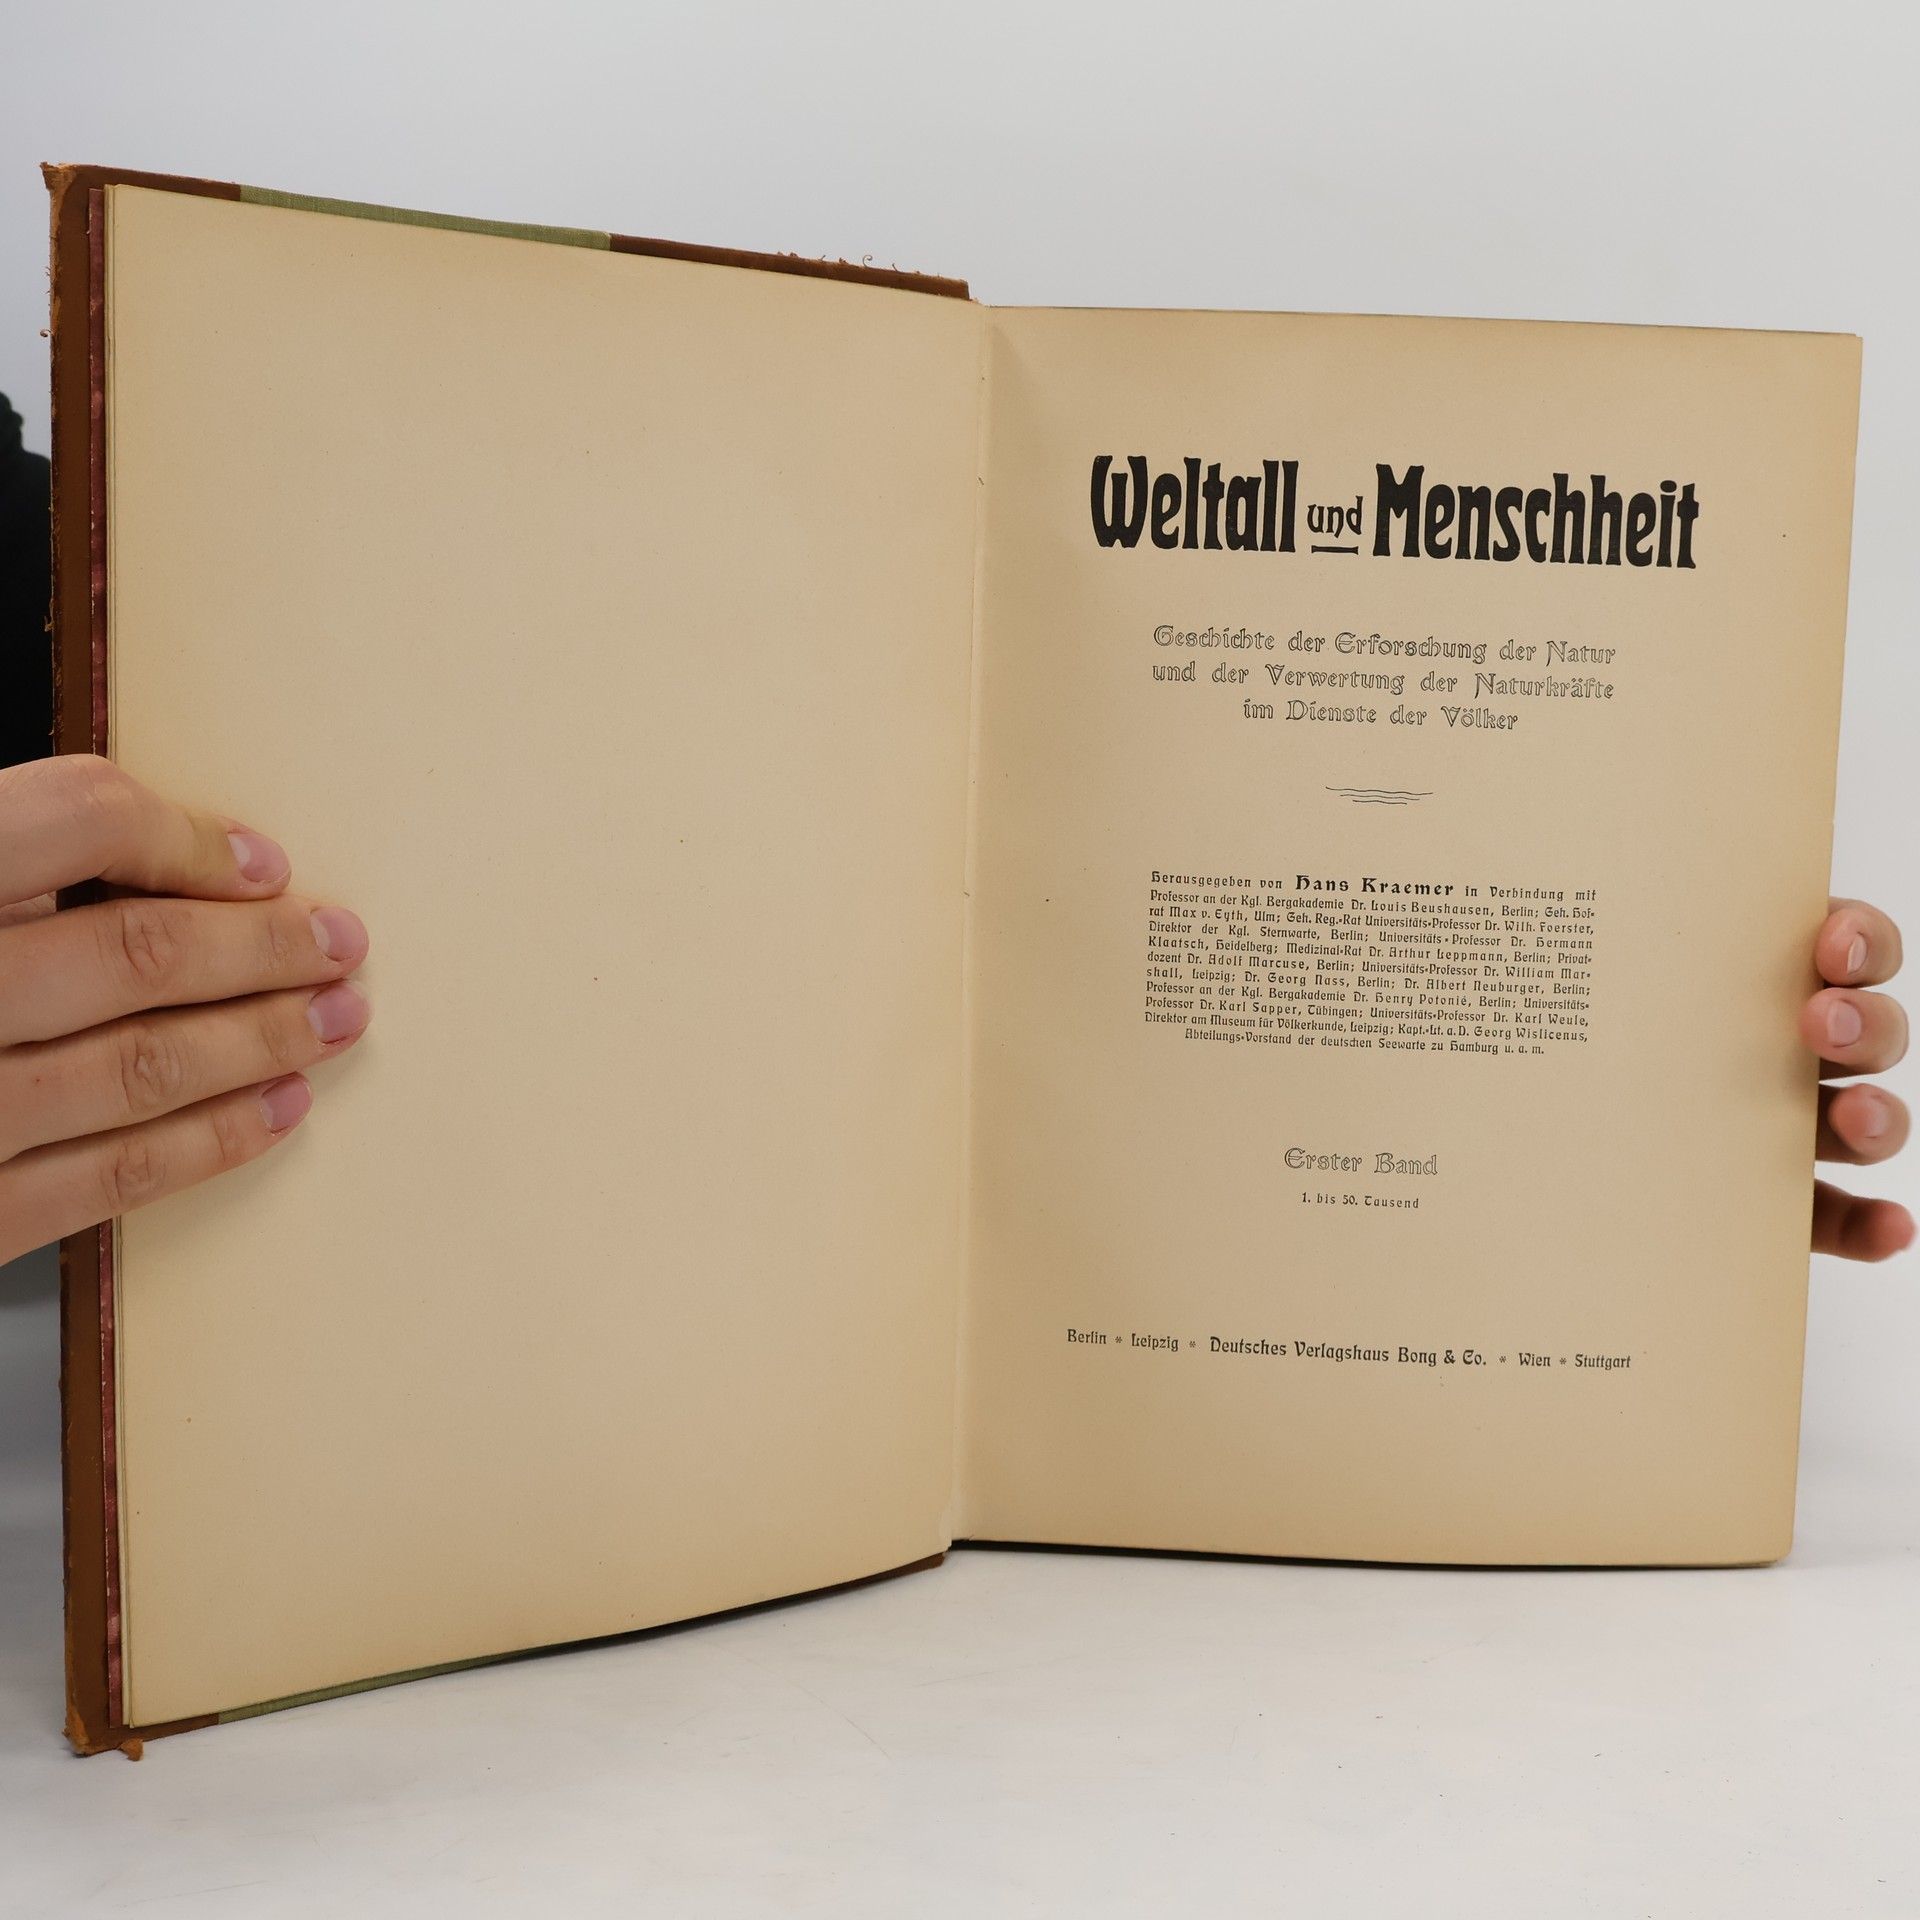 Weltall und Menschheit
Geschichte der Erforschung der Natur
und der Verwertung der Naturkräfte
im Dienste der Völker
Herausgegeben von Hans Kraemer in Verbindung mit
Professor an der Kgl. Bergakademie Dr. Louis Beushausen, Berlin; Geh. Hof-
rat Max v. Eyth, Ulm; Geh. Reg.-Rat Universitäts-Professor Dr. Wilh. Foerster,
Direktor der Kgl. Sternwarte, Berlin; Universitäts-Professor Dr. Hermann
Klaatsch, Heidelberg; Medizinal-Rat Dr. Arthur Leppmann, Berlin; Privat-
dozent Dr. Adolf Marcuse, Berlin; Universitäts-Professor Dr. William Mar-
shall, Leipzig; Dr. Georg Nass, Berlin; Dr. Albert Neuburger, Berlin;
Professor an der Kgl. Bergakademie Dr. Henry Potonié, Berlin; Universitäts-
Professor Dr. Karl Sapper, Tübingen; Universitäts-Professor Dr. Karl Weule,
Direktor am Museum für Völkerkunde, Leipzig; Kapt.-Lt. a. D. Georg Wislicenus,
Abteilungs-Vorstand der deutschen Seewarte zu Hamburg u. a. m.
Erster Band
1. bis 50. Tausend
Berlin * Leipzig * Deutsches Verlagshaus Bong & Co. * Wien * Stuttgart